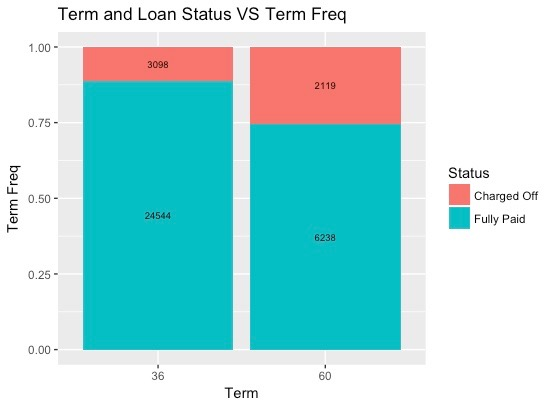 Term and Loan Status VS Term Freq
1.00
3098
2119
0.75
Term Freq
0.50
24544
6238
0.25
0.00
36
60
Term
Status
Charged Off
Fully Paid